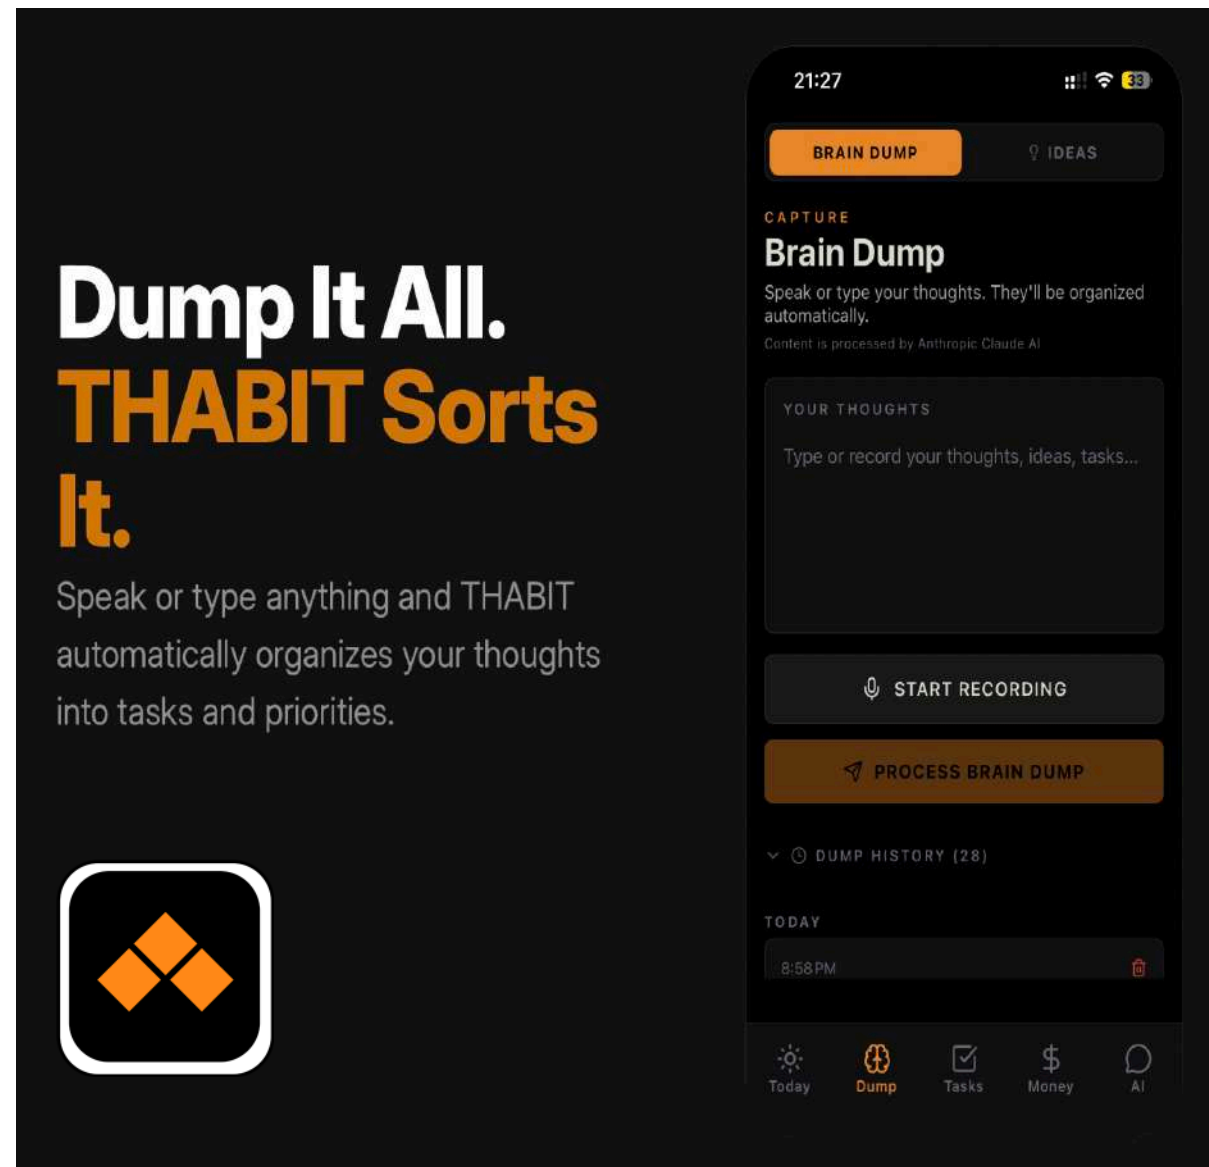 Dump It All.
THABIT Sorts
It.
Speak or type anything and THABIT
automatically organizes your thoughts
into tasks and priorities.
21:27
33
BRAIN DUMP
IDEAS
CAPTURE
Brain Dump
Speak or type your thoughts. They'll be organized
automatically.
Content is processed by Anthropic Claude AI
YOUR THOUGHTS
Type or record your thoughts, ideas, tasks...
START RECORDING
PROCESS BRAIN DUMP
DUMP HISTORY (28)
TODAY
8:58 PM
Today
Dump
Tasks
Money
AI